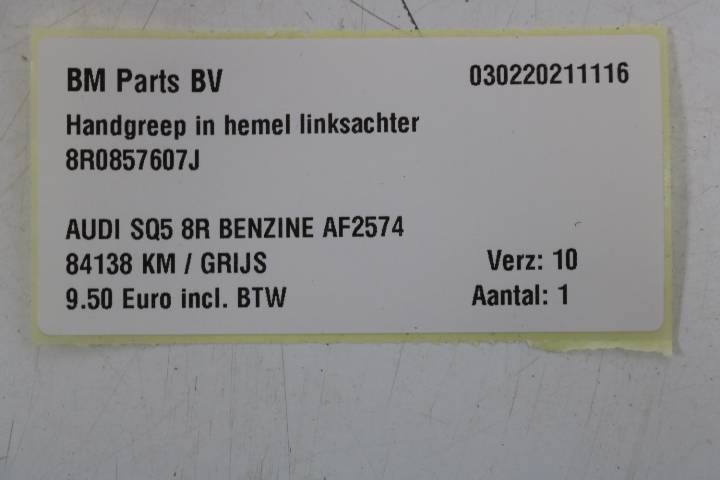 BM Parts BV 030220211116
Handgreep in hemel linksachter
8R0857607J
AUDI SQ5 8R BENZINE AF2574
84138 KM / GRIJS Verz: 10
9.50 Euro incl. BTW Aantal: 1